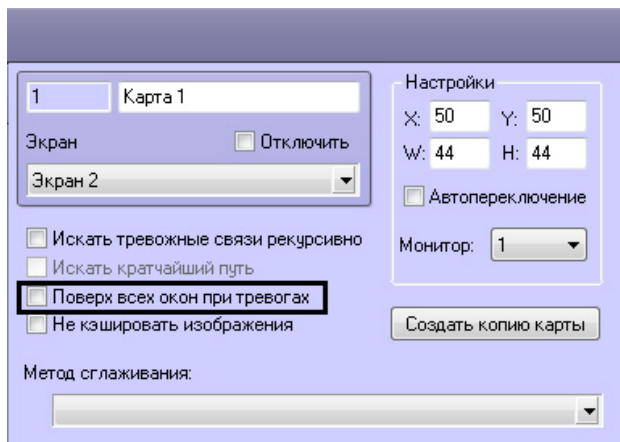 1 Карта 1
Экран Отключить
Экран 2
Искать тревожные связи рекурсивно
Искать кратчайший путь
Поверх всех окон при тревогах
Не кэшировать изображения
Метод сглаживания:
Настройки
X: 50 Y: 50
W: 44 H: 44
Автопереключение
Монитор: 1
Создать копию карты